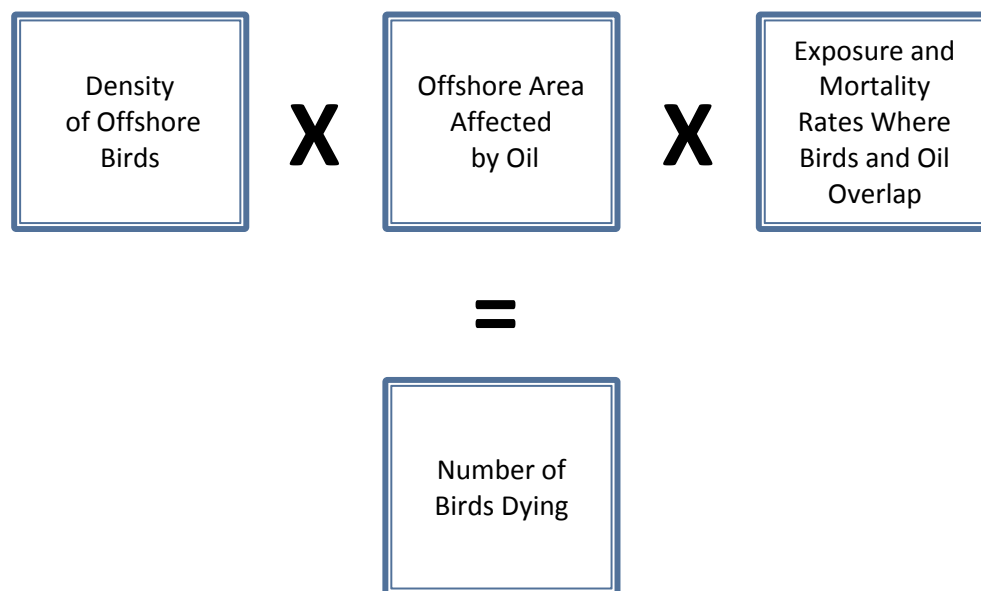 Density
of Offshore
Birds
X
Offshore Area
Affected
by Oil
X
Exposure and
Mortality
Rates Where
Birds and Oil
Overlap
=
Number of
Birds Dying